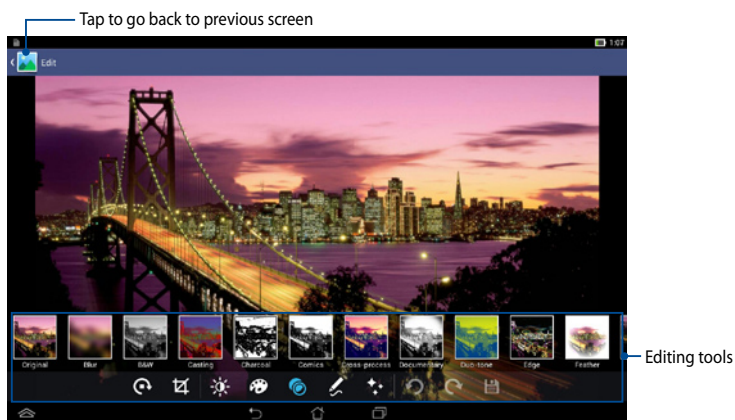 Tap to go back to previous screen
1:07
Edit
Original Blur B&W Casting Charcoal Comics Cross-process Documentary Duo-tone Edge Feather
Editing tools